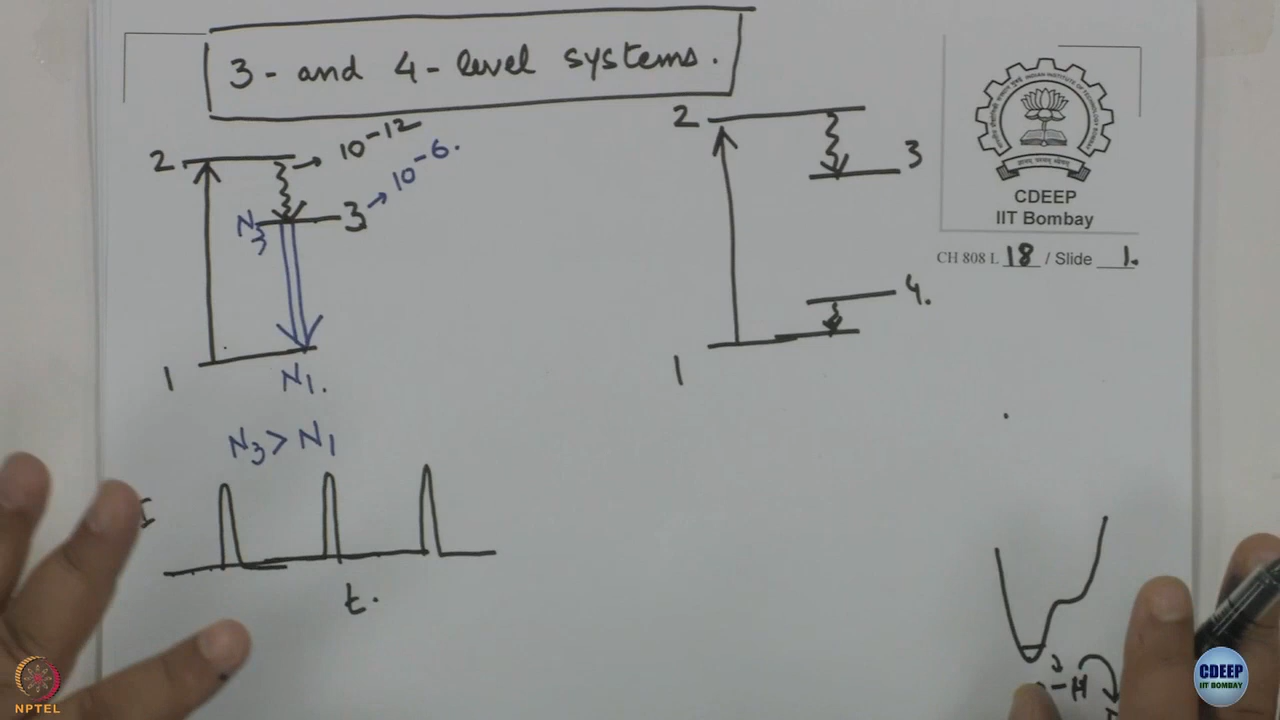 3- and 4-level systems.
2
10-12
10-6.
N3
3
1
N1.
N3 > N1
I
t.
2
3
4.
1
CDEEP
IIT Bombay
CH 808 L 18 / Slide 1.
-H
NPTEL
CDEEP
IIT BOMBAY